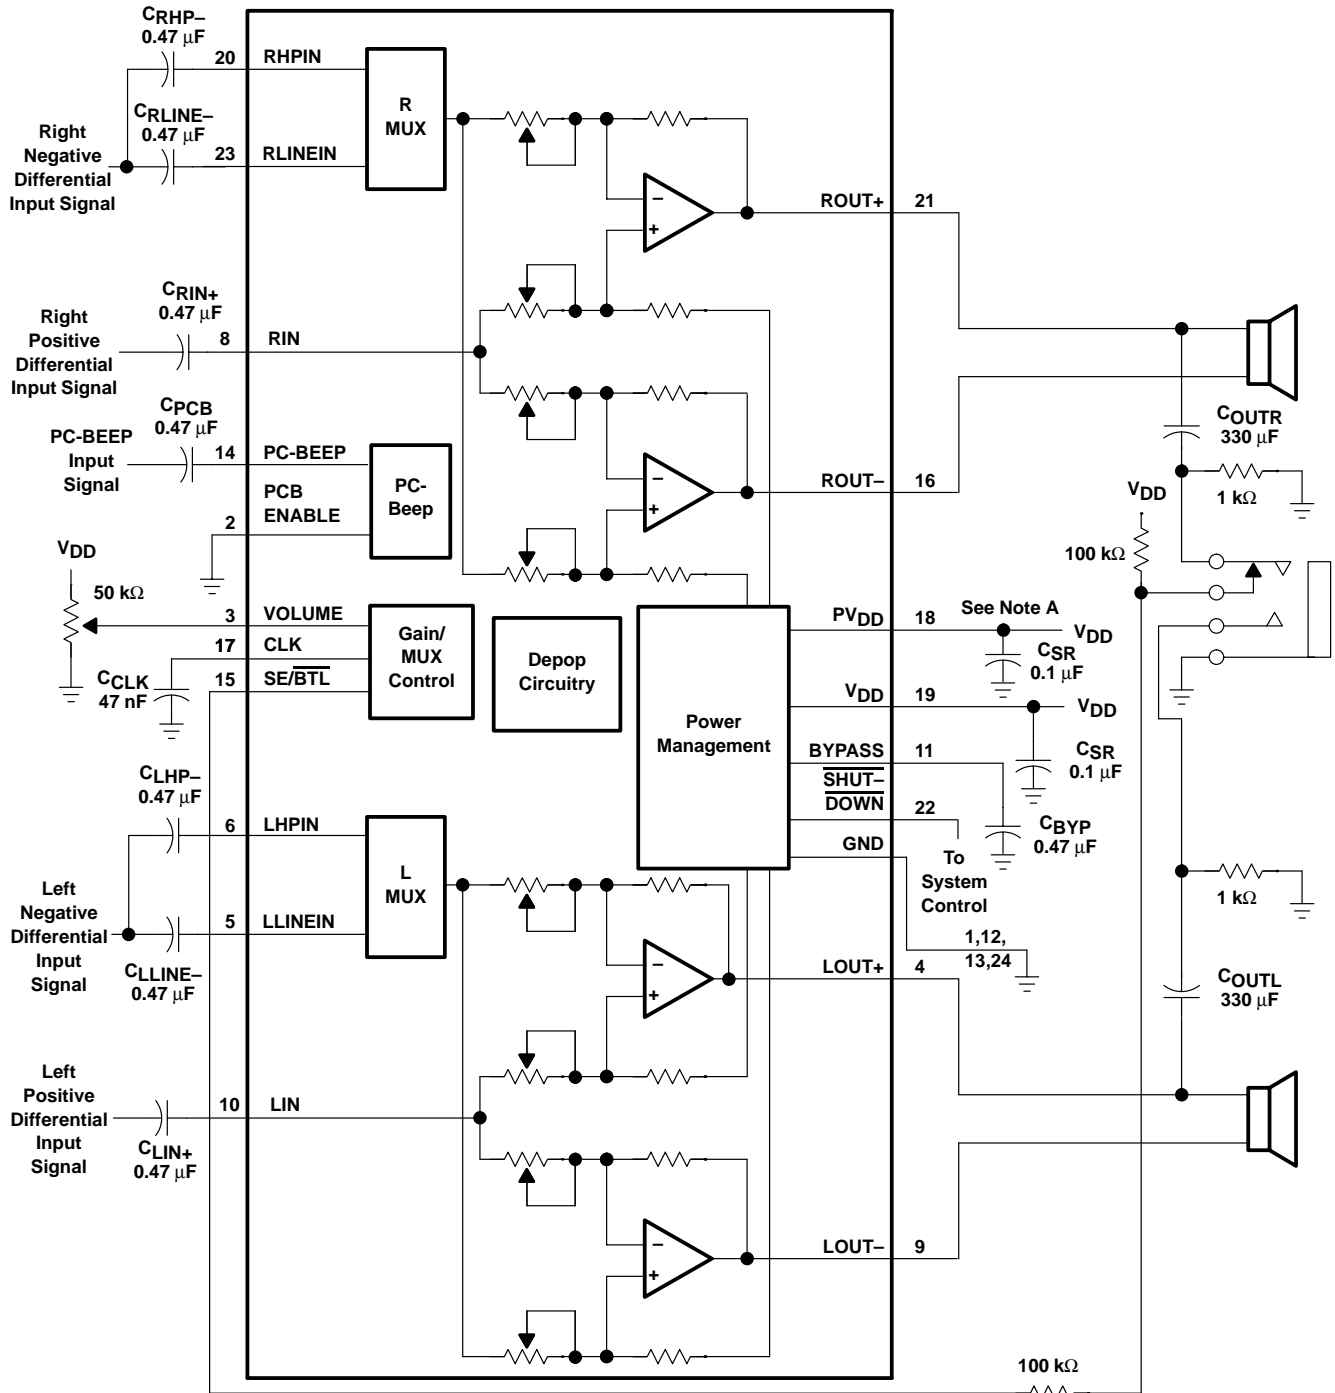 CRHP–
0.47 μF
20
RHPIN
CRLINE–
0.47 μF
23
RLINEIN
Right
Negative
Differential
Input Signal
R
MUX
–
+
ROUT+
21
CRIN+
0.47 μF
8
RIN
Right
Positive
Differential
Input Signal
CPCB
0.47 μF
PC-BEEP
Input
Signal
14
PC-BEEP
PCB
ENABLE
2
PC-
Beep
–
+
ROUT–
16
COUTR
330 μF
1 kΩ
VDD
100 kΩ
VDD
50 kΩ
3
VOLUME
17
CLK
15
SE/BTL
CCLK
47 nF
Gain/
MUX
Control
Depop
Circuitry
Power
Management
PVDD
18
See Note A
VDD
CSR
0.1 μF
VDD
19
VDD
CSR
0.1 μF
BYPASS
11
SHUT–
DOWN
22
CBYP
0.47 μF
GND
To
System
Control
1,12,
13,24
CLHP–
0.47 μF
6
LHPIN
5
LLINEIN
Left
Negative
Differential
Input
Signal
CLLINE–
0.47 μF
L
MUX
–
+
LOUT+
4
1 kΩ
COUTL
330 μF
Left
Positive
Differential
Input
Signal
10
LIN
CLIN+
0.47 μF
–
+
LOUT–
9
100 kΩ